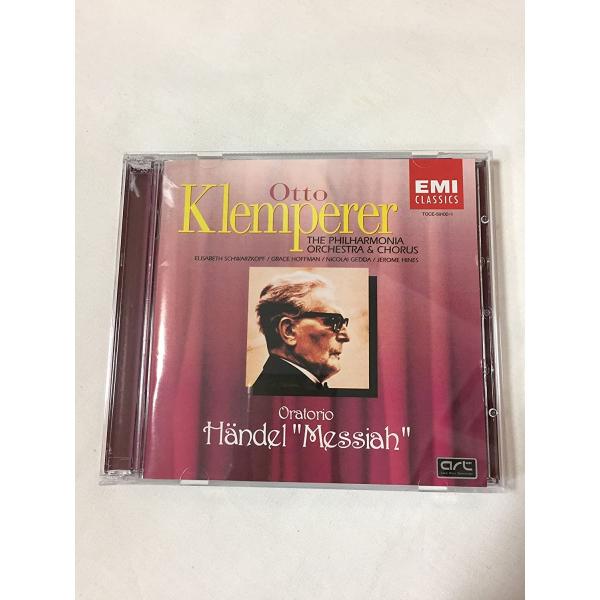 Otto
Klemperer
EMI
CLASSICS
THE PHILHARMONIA
ORCHESTRA & CHORUS
ELISABETH SCHWARZKOPF / GRACE HOFFMAN / NICOLAI GEDDA / JEROME HINES
Oratorio
Händel "Messiah"
art